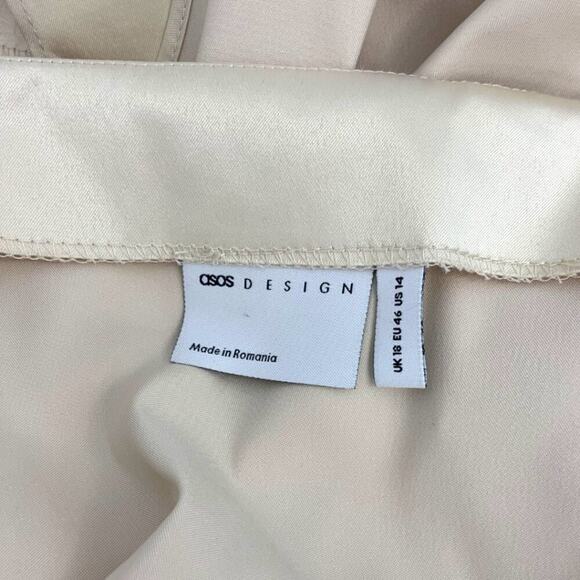 asos DESIGN
Made in Romania
UK 18 EU 46 US 14